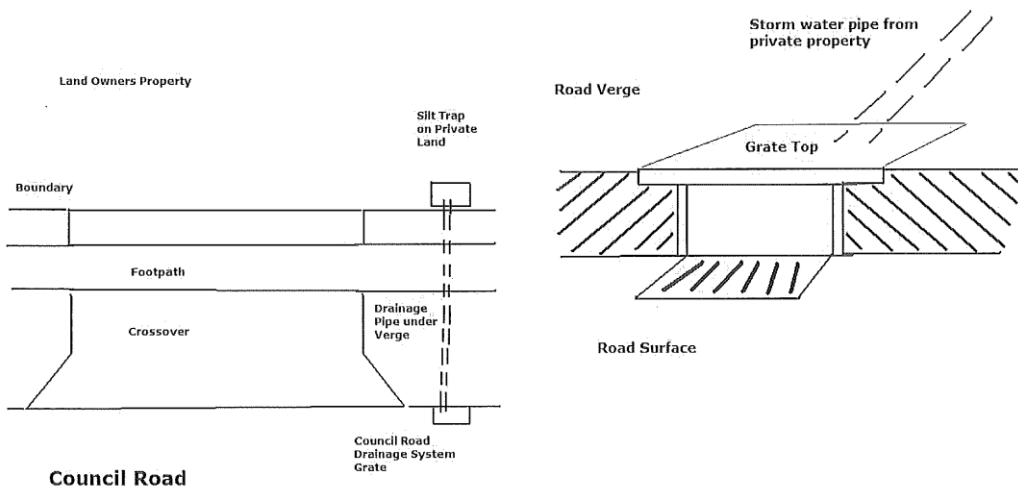 Land Owners Property
Silt Trap
on Private
Land
Boundary
Footpath
Crossover
Drainage
Pipe under
Verge
Council Road
Drainage System
Grate
Council Road
Storm water pipe from
private property
Road Verge
Grate Top
Road Surface